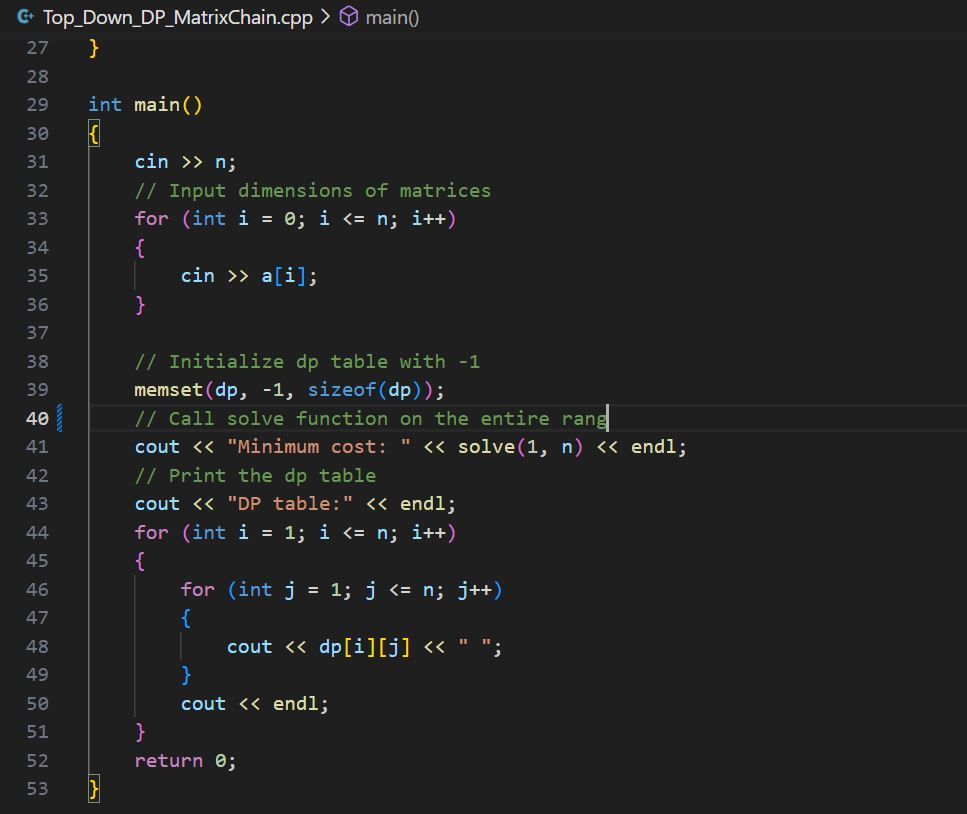 Top_Down_DP_MatrixChain.cpp > main()
27 }
28
29 int main()
30 {
31     cin >> n;
32     // Input dimensions of matrices
33     for (int i = 0; i <= n; i++)
34     {
35         cin >> a[i];
36     }
37
38     // Initialize dp table with -1
39     memset(dp, -1, sizeof(dp));
40     // Call solve function on the entire rang
41     cout << "Minimum cost: " << solve(1, n) << endl;
42     // Print the dp table
43     cout << "DP table:" << endl;
44     for (int i = 1; i <= n; i++)
45     {
46         for (int j = 1; j <= n; j++)
47         {
48             cout << dp[i][j] << " ";
49         }
50         cout << endl;
51     }
52     return 0;
53 }